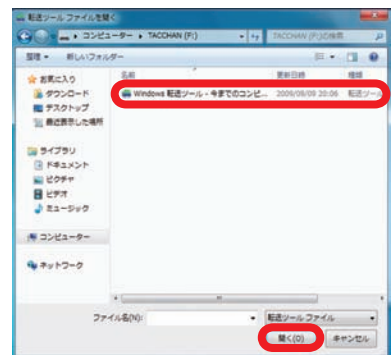 転送ツール ファイルを開く
コンピューター ▸ TACCHAN (F:)
TACCHAN (F:)の検索
整理 ▾ 新しいフォルダー
名前 更新日時 種類
お気に入り
ダウンロード
デスクトップ
最近表示した場所
Windows 転送ツール - 今までのコンピ... 2009/09/09 20:06 転送ツール
ライブラリ
ドキュメント
ピクチャ
ビデオ
ミュージック
コンピューター
ネットワーク
ファイル名(N):
転送ツール ファイル
開く(O)
キャンセル